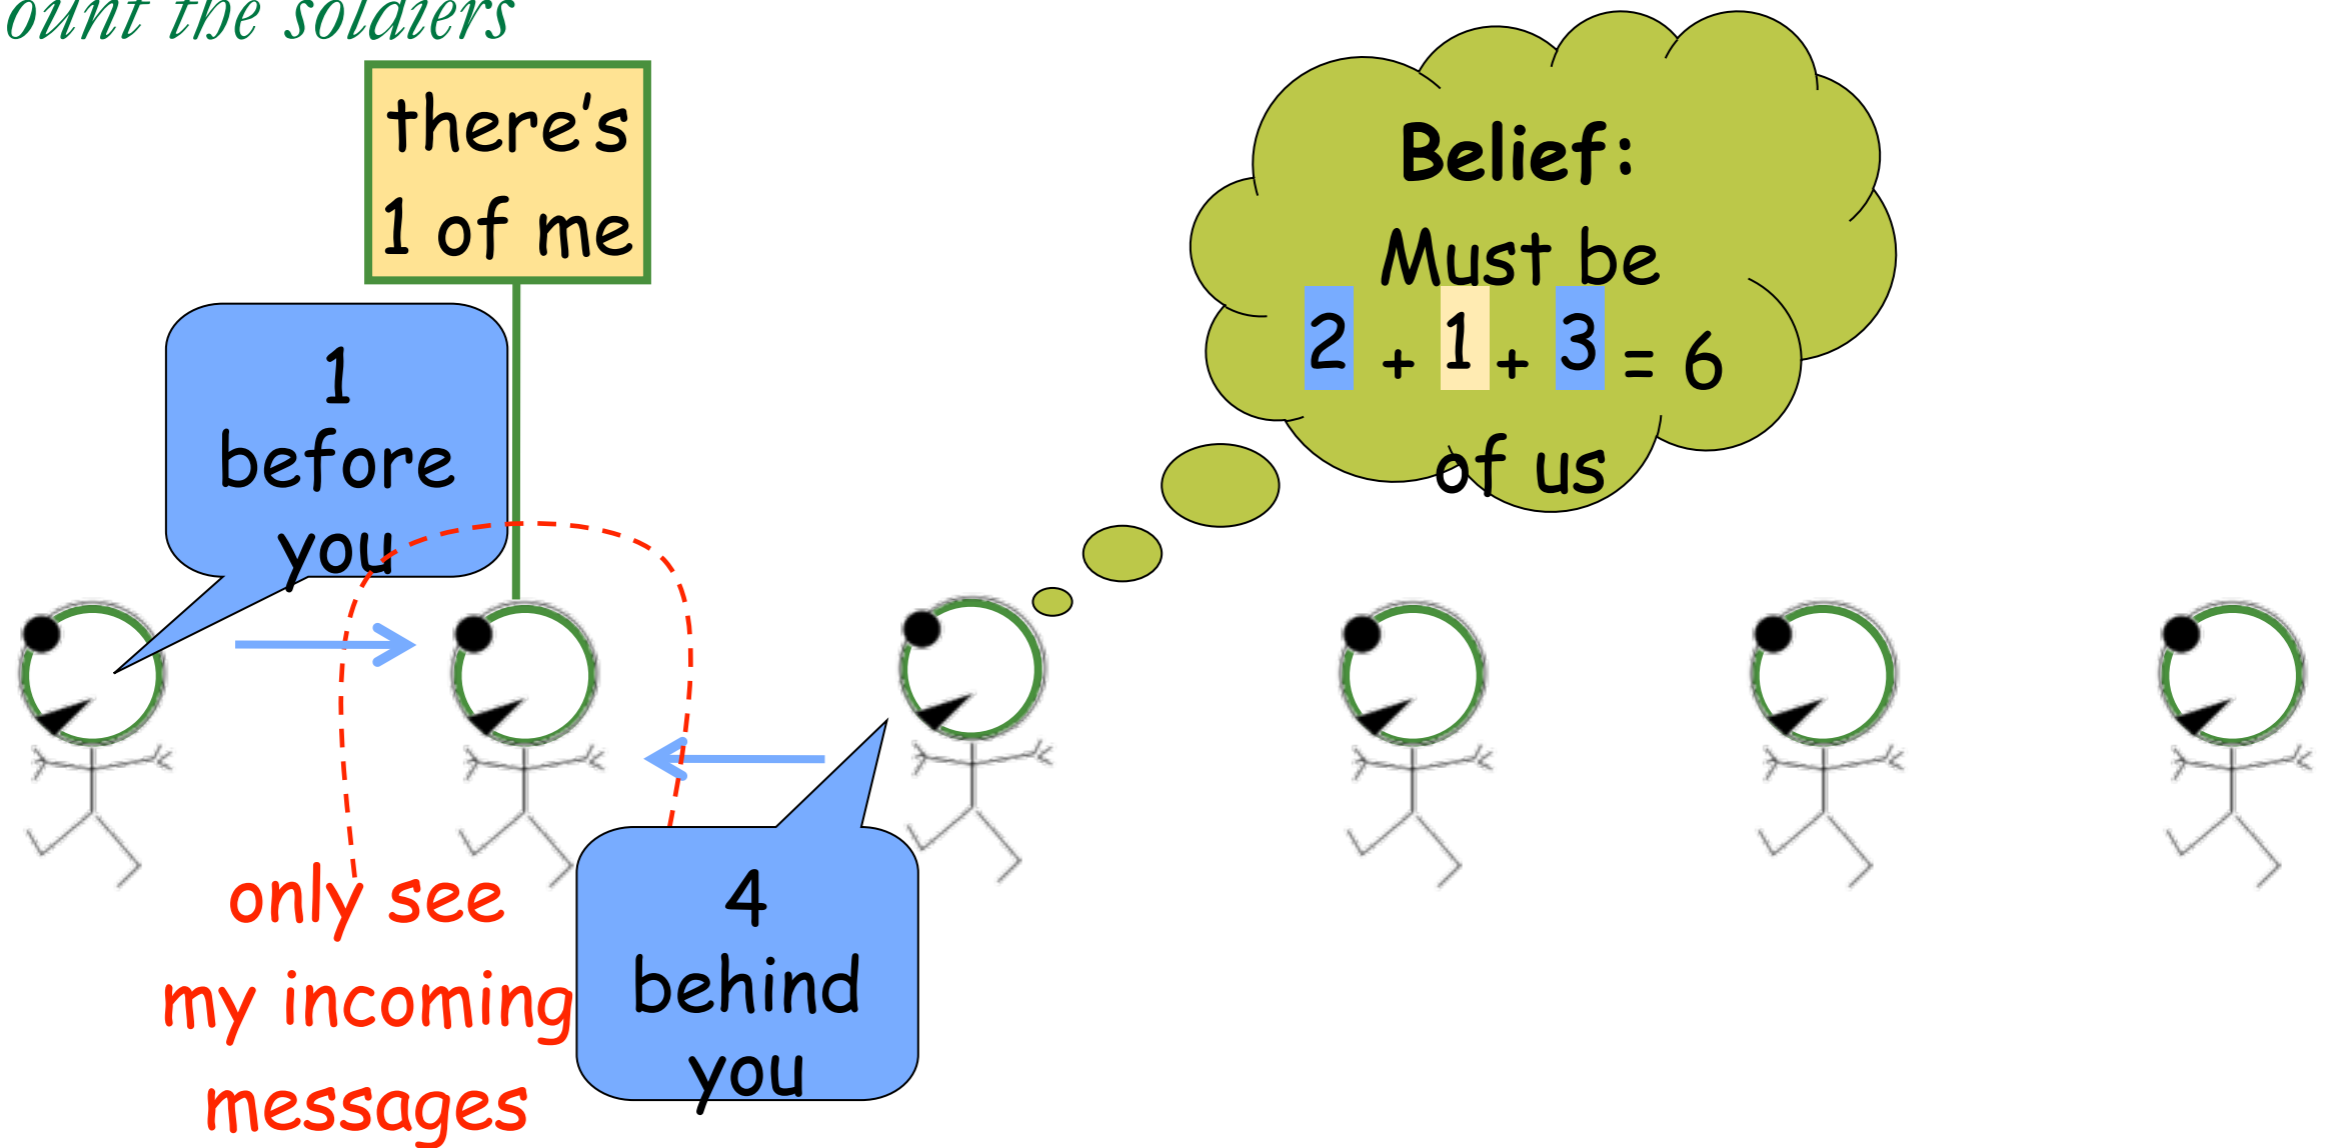 ount the soldiers
there's
1 of me
1
before
you
Belief:
Must be
2 + 1 + 3 = 6
of us
only see
my incoming
messages
4
behind
you